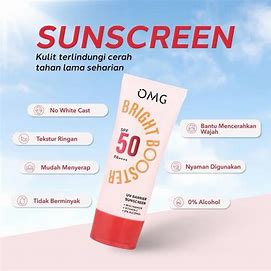 SUNSCREEN
Kulit terlindungi cerah
tahan lama seharian
No White Cast
Tekstur Ringan
Mudah Menyerap
Tidak Berminyak
OMG
BRIGHT BOOSTER
SPF
50
PA++++
UV BARRIER
SUNSCREEN
Bantu Mencerahkan
Wajah
Nyaman Digunakan
0% Alcohol